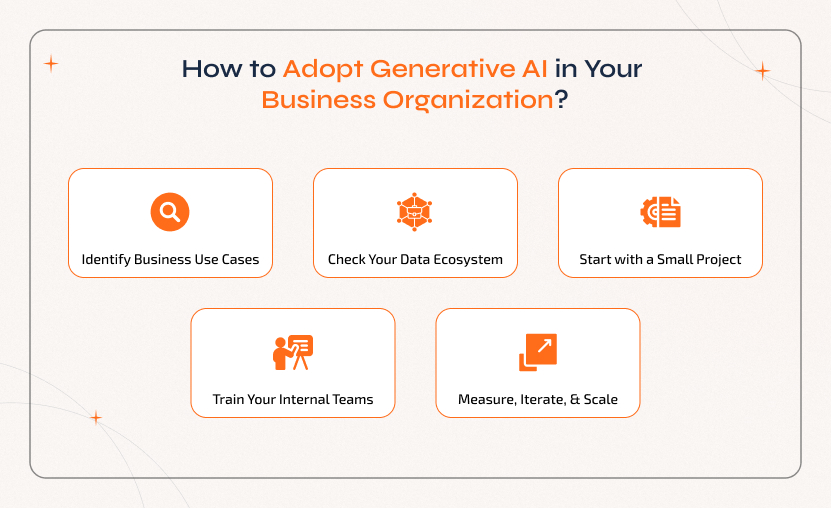 How to Adopt Generative AI in Your
Business Organization?
Identify Business Use Cases
Check Your Data Ecosystem
Start with a Small Project
Train Your Internal Teams
Measure, Iterate, & Scale